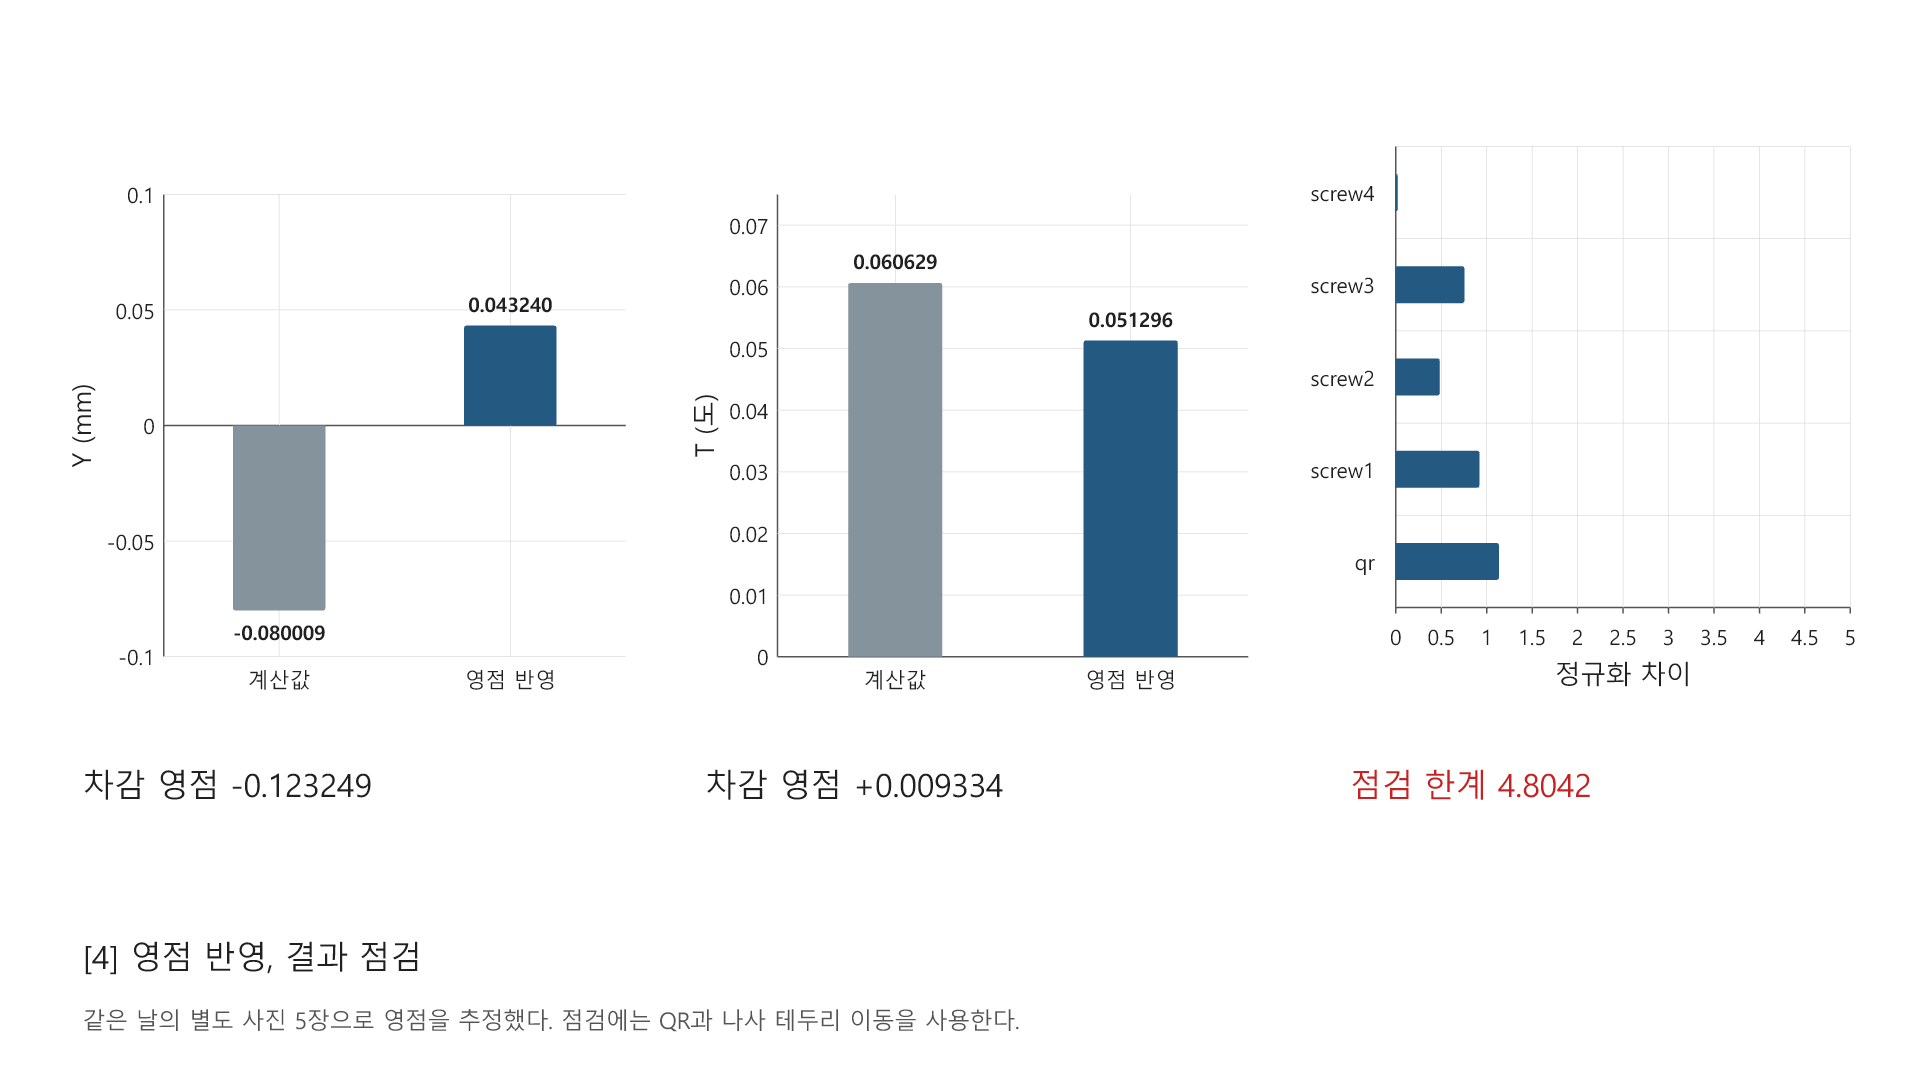 0.1
0.05
0
-0.05
-0.1
Y (mm)
-0.080009
0.043240
계산값
영점 반영
0.07
0.06
0.05
0.04
0.03
0.02
0.01
0
T (도)
0.060629
0.051296
계산값
영점 반영
screw4
screw3
screw2
screw1
qr
0 0.5 1 1.5 2 2.5 3 3.5 4 4.5 5
정규화 차이
차감 영점 -0.123249
차감 영점 +0.009334
점검 한계 4.8042
[4] 영점 반영, 결과 점검
같은 날의 별도 사진 5장으로 영점을 추정했다. 점검에는 QR과 나사 테두리 이동을 사용한다.